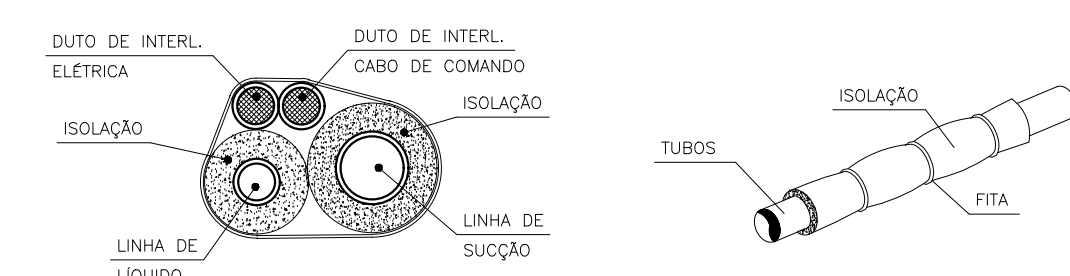 DUTO DE INTERL.
ELÉTRICA
DUTO DE INTERL.
CABO DE COMANDO
ISOLAÇÃO
ISOLAÇÃO
LINHA DE
LÍQUIDO
LINHA DE
SUCÇÃO
ISOLAÇÃO
TUBOS
FITA